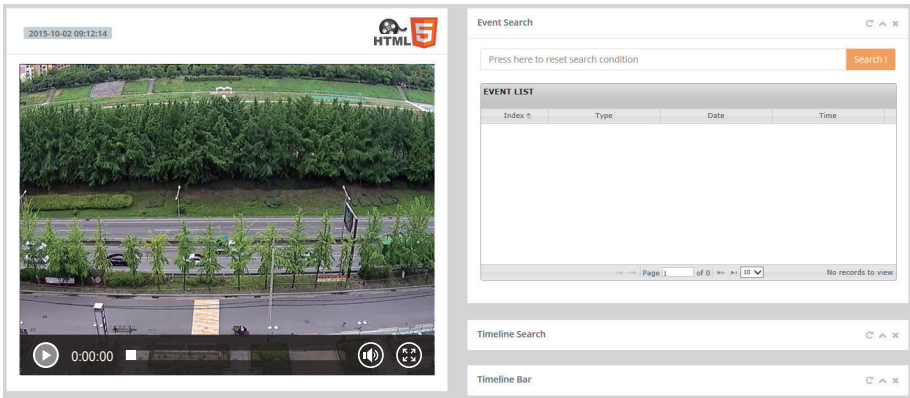 2015-10-02 09:12:14
HTML 5
0:00:00
Event Search
Press here to reset search condition
Search !
EVENT LIST
Index Type Date Time
Page 1 of 0 10 No records to view
Timeline Search
Timeline Bar